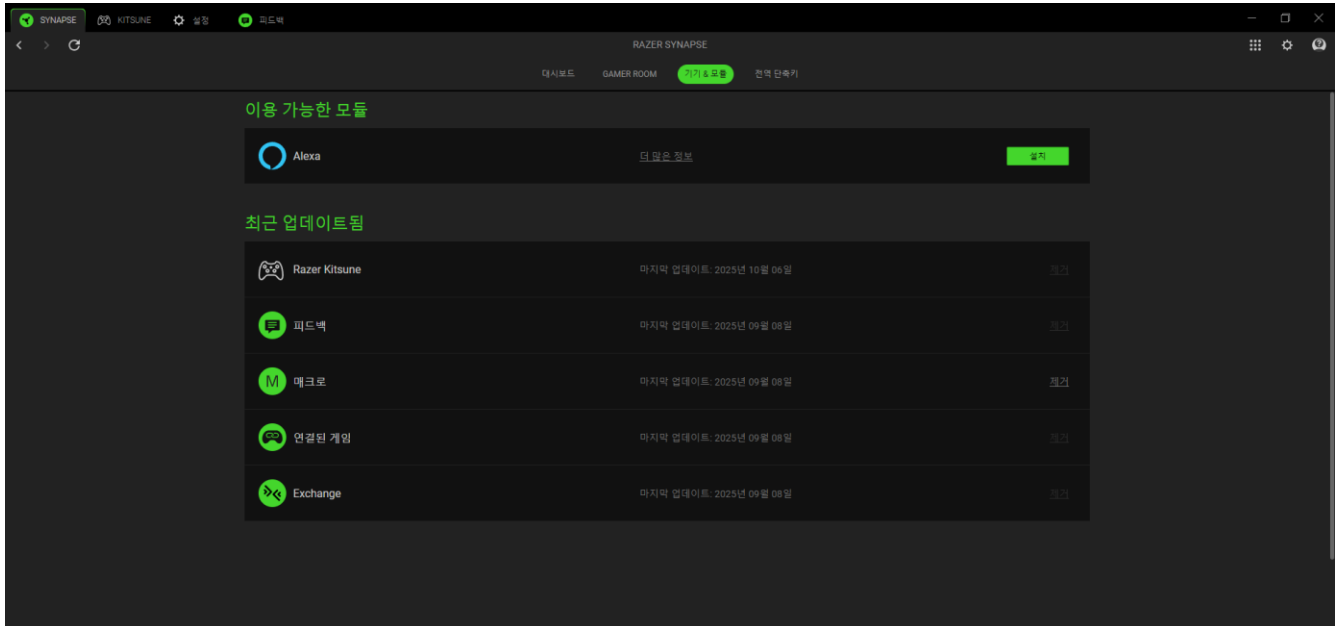 SYNAPSE KITSUNE 설정 피드백
RAZER SYNAPSE
대시보드 GAMER ROOM 기기 & 모듈 전역 단축키
이용 가능한 모듈
Alexa 더 많은 정보 설치
최근 업데이트됨
Razer Kitsune 마지막 업데이트: 2025년 10월 06일 제거
피드백 마지막 업데이트: 2025년 09월 08일 제거
M 매크로 마지막 업데이트: 2025년 09월 08일 제거
연결된 게임 마지막 업데이트: 2025년 09월 08일 제거
Exchange 마지막 업데이트: 2025년 09월 08일 제거